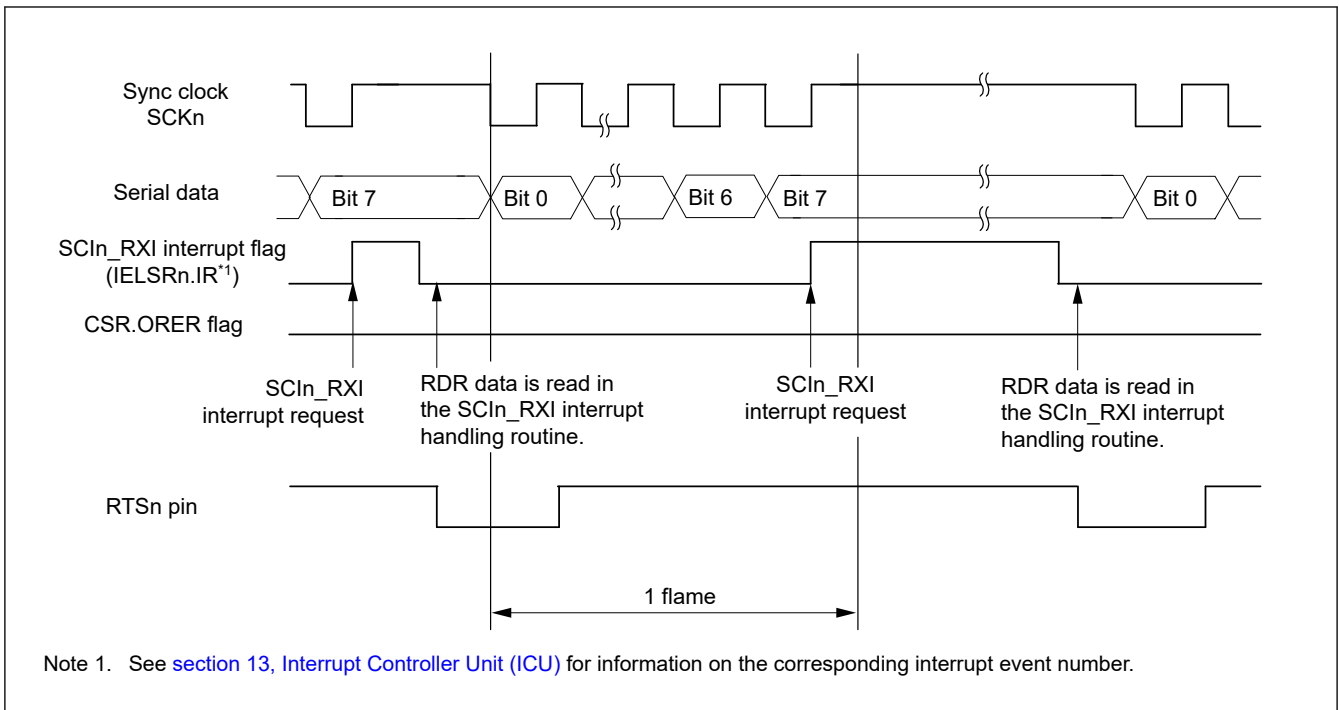 Sync clock
SCKn
Serial data
Bit 7
Bit 0
Bit 6
Bit 7
Bit 0
SCIn_RXI interrupt flag
(IELSRn.IR*1)
CSR.ORER flag
SCIn_RXI
interrupt request
RDR data is read in
the SCIn_RXI interrupt
handling routine.
SCIn_RXI
interrupt request
RDR data is read in
the SCIn_RXI interrupt
handling routine.
RTSn pin
1 flame
Note 1. See section 13, Interrupt Controller Unit (ICU) for information on the corresponding interrupt event number.